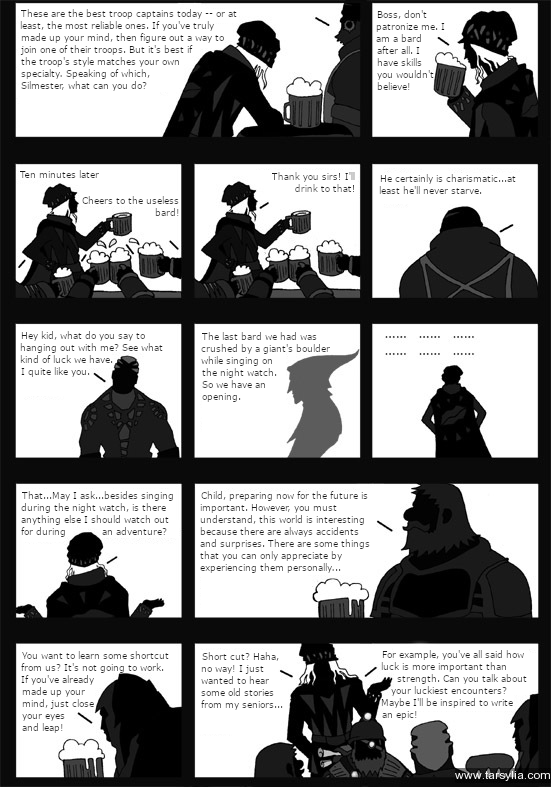 These are the best troop captains today -- or at
least, the most reliable ones. If you've truly
made up your mind, then figure out a way to
join one of their troops. But it's best if
the troop's style matches your own
specialty. Speaking of which,
Silmester, what can you do?
Boss, don't
patronize me. I
am a bard
after all. I
have skills
you wouldn't
believe!
Ten minutes later
Cheers to the useless
bard!
Thank you sirs! I'll
drink to that!
He certainly is charismatic...at
least he'll never starve.
Hey kid, what do you say to
hanging out with me? See what
kind of luck we have.
I quite like you.
The last bard we had was
crushed by a giant's boulder
while singing on
the night watch.
So we have an
opening.
...... ...... ......
...... ...... ......
That...May I ask...besides singing
during the night watch, is there
anything else I should watch out
for during an adventure?
Child, preparing now for the future is
important. However, you must
understand, this world is interesting
because there are always accidents
and surprises. There are some things
that you can only appreciate by
experiencing them personally...
You want to learn some shortcut
from us? It's not going to work.
If you've already
made up your
mind, just close
your eyes
and leap!
Short cut? Haha,
no way! I just
wanted to hear
some old stories
from my seniors...
For example, you've all said how
luck is more important than
strength. Can you talk about
your luckiest encounters?
Maybe I'll be inspired to write
an epic!
www.tarsylia.com